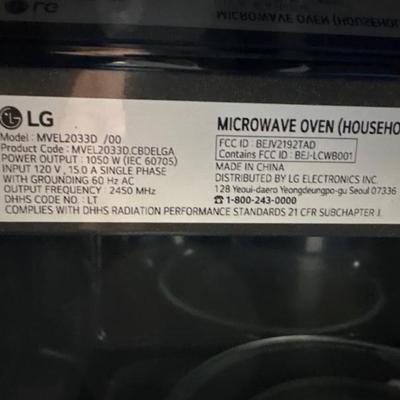 LG
MICROWAVE OVEN (HOUSEHOL
LG
MICROWAVE OVEN (HOUSEHO
Model : MVEL2033D /00
Product Code : MVEL2033D.CBDELGA
POWER OUTPUT : 1050 W (IEC 60705)
INPUT 120 V , 15.0 A SINGLE PHASE
WITH GROUNDING 60 Hz AC
OUTPUT FREQUENCY : 2450 MHz
DHHS CODE NO.: LT
COMPLIES WITH DHHS RADIATION PERFORMANCE STANDARDS 21 CFR SUBCHAPTER J.
FCC ID : BEJV2192TAD
Contains FCC ID : BEJ-LCWB001
MADE IN CHINA
DISTRIBUTED BY LG ELECTRONICS INC.
128 Yeoui-daero Yeongdeungpo-gu Seoul 07336
☎1-800-243-0000